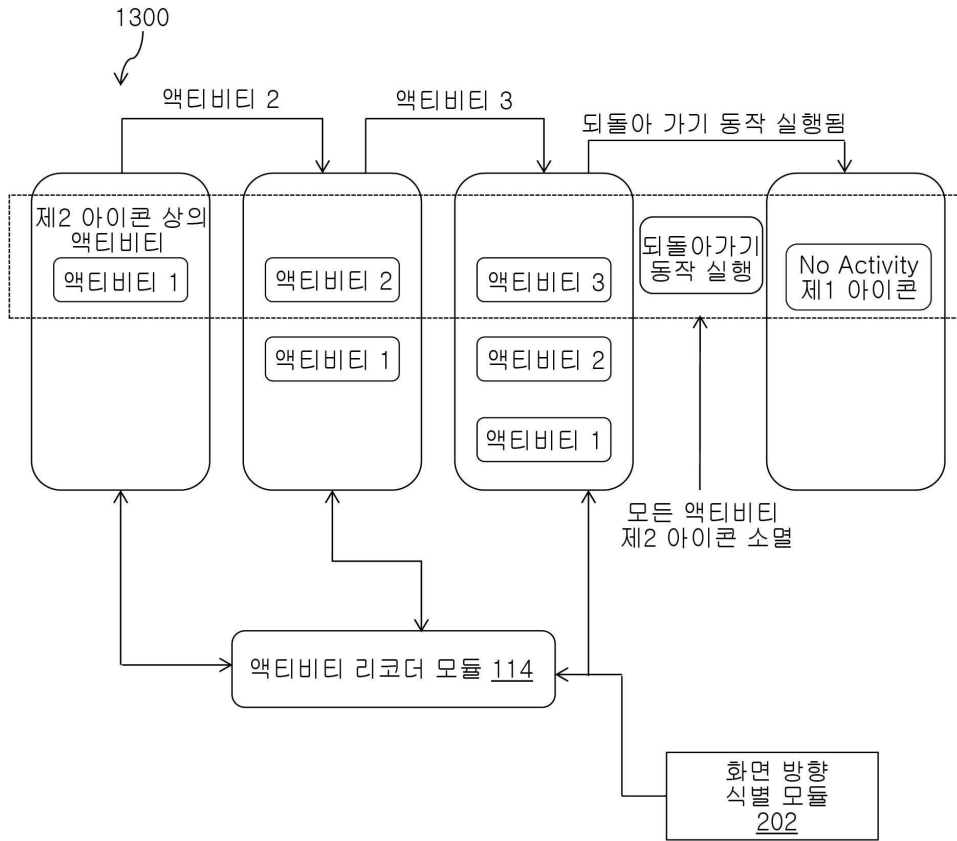 1300
액티비티 2
액티비티 3
되돌아 가기 동작 실행됨
제2 아이콘 상의
액티비티
액티비티 1
액티비티 2
액티비티 1
액티비티 3
액티비티 2
액티비티 1
되돌아가기
동작 실행
No Activity
제1 아이콘
모든 액티비티
제2 아이콘 소멸
액티비티 리코더 모듈 114
화면 방향
식별 모듈
202